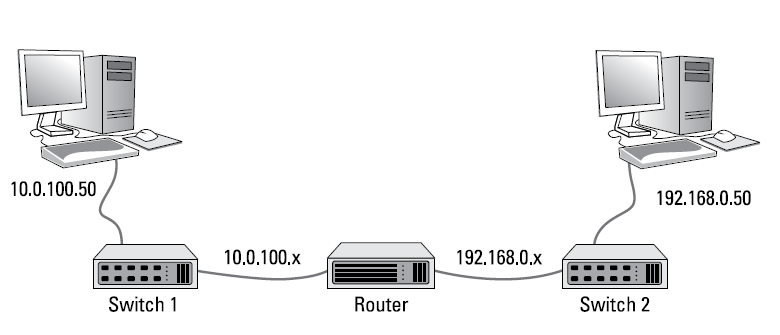 10.0.100.50
192.168.0.50
10.0.100.x
192.168.0.x
Switch 1
Router
Switch 2